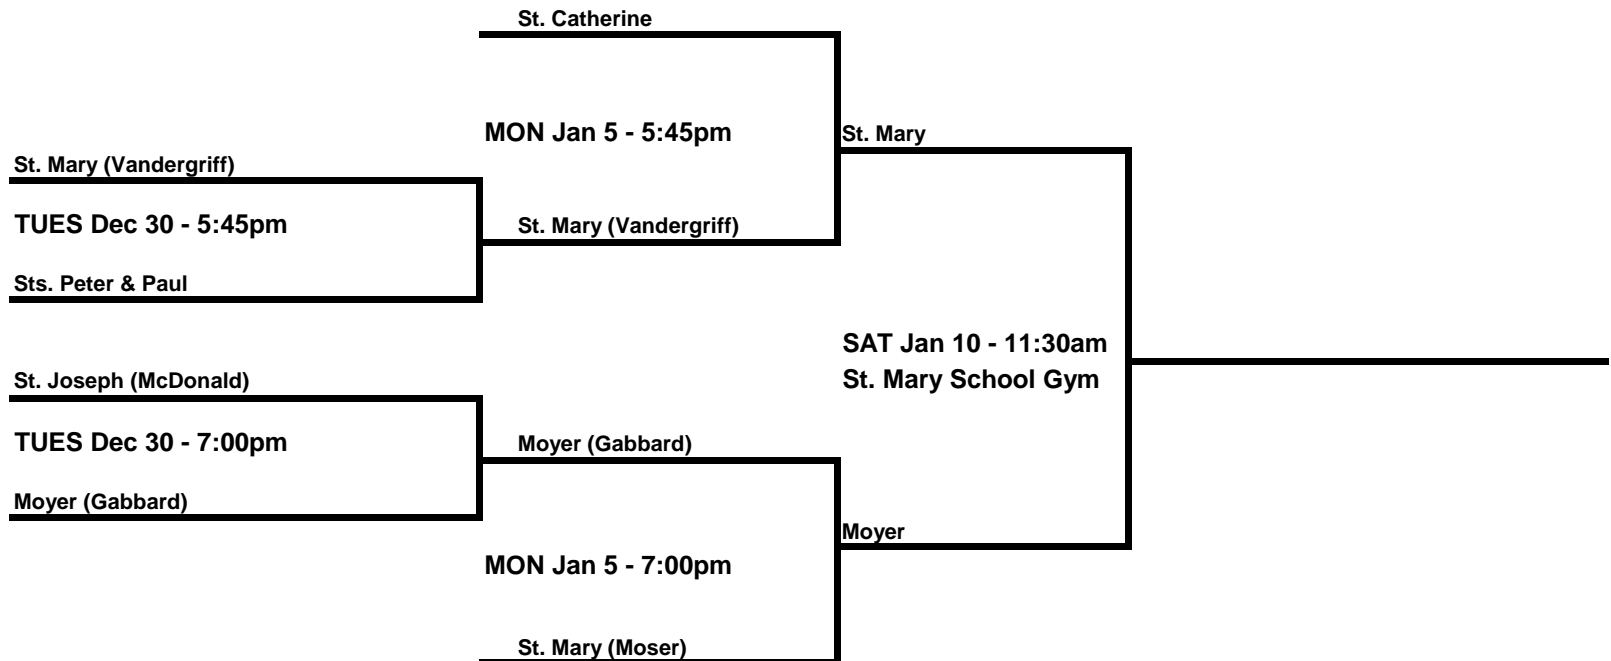 St. Catherine
MON Jan 5 - 5:45pm
St. Mary
St. Mary (Vandergriff)
TUES Dec 30 - 5:45pm
St. Mary (Vandergriff)
Sts. Peter & Paul
SAT Jan 10 - 11:30am
St. Mary School Gym
St. Joseph (McDonald)
TUES Dec 30 - 7:00pm
Moyer (Gabbard)
Moyer (Gabbard)
Moyer
MON Jan 5 - 7:00pm
St. Mary (Moser)